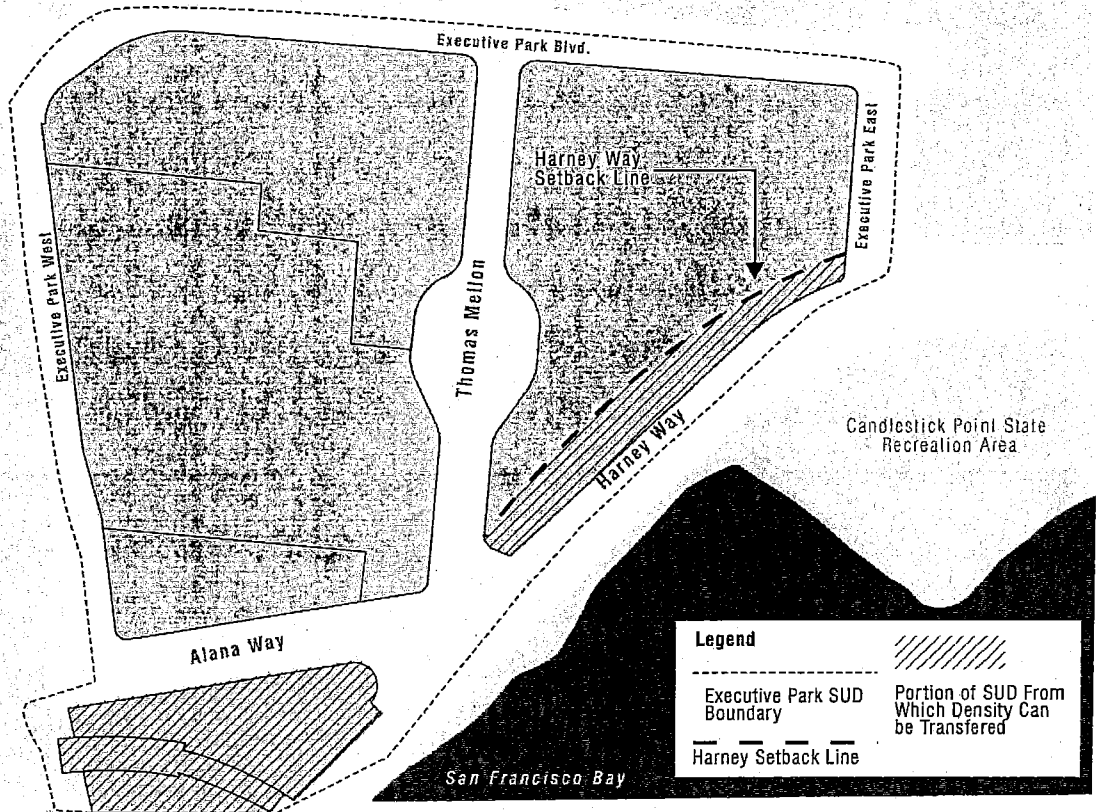 Executive Park Blvd.
Harney Way
Setback Line
Executive Park East
Executive Park West
Thomas Mellon
Harney Way
Candlestick Point State
Recreation Area
Alana Way
San Francisco Bay
Legend
Executive Park SUD
Boundary
Harney Setback Line
Portion of SUD From
Which Density Can
be Transfered